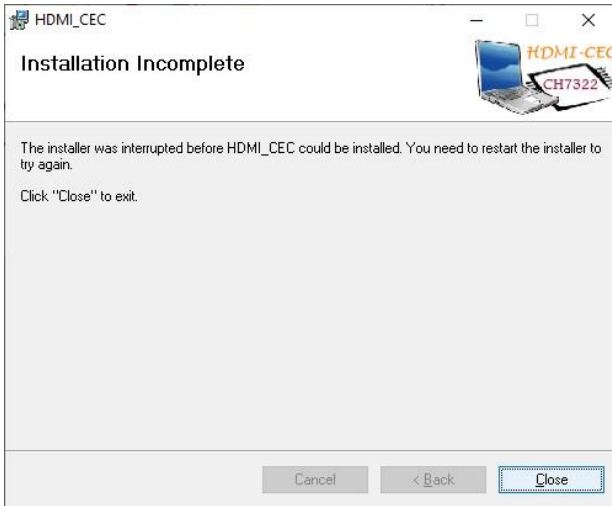 HDMI_CEC
Installation Incomplete
HDMI-CEC
CH7322
The installer was interrupted before HDMI_CEC could be installed. You need to restart the installer to
try again.
Click "Close" to exit.
Cancel
< Back
Close